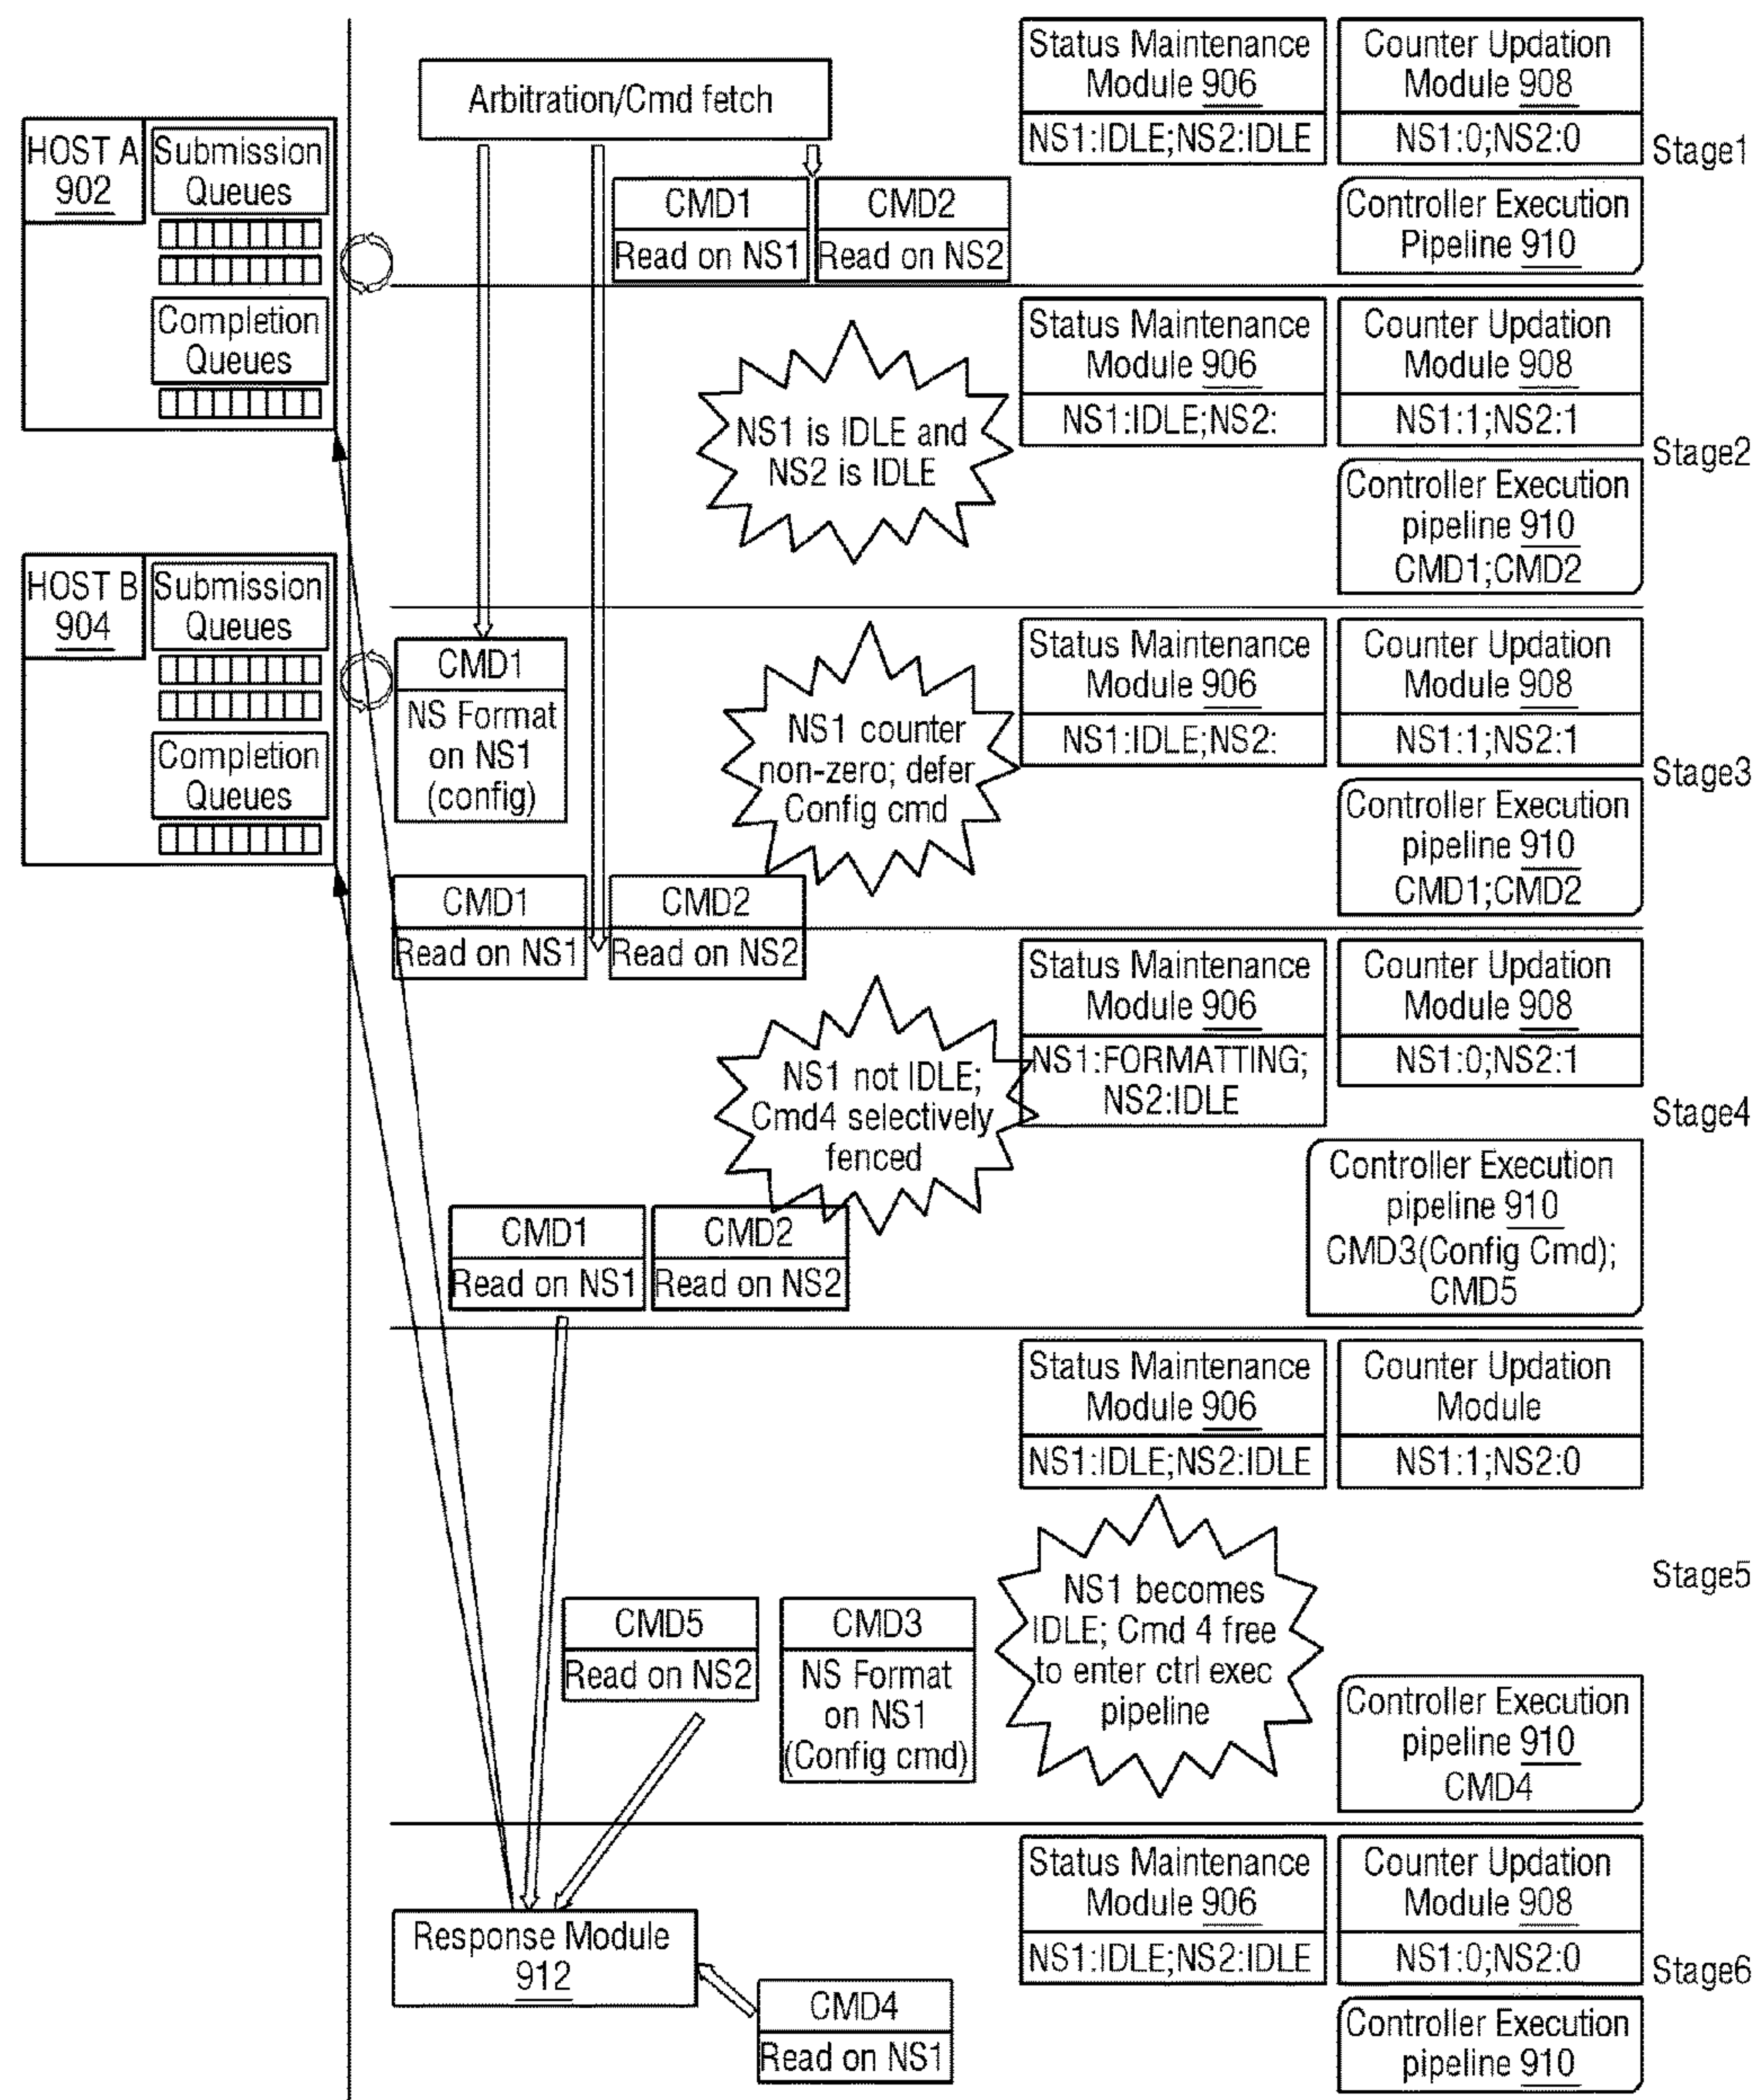 Arbitration/Cmd fetch
HOST A
902
Submission
Queues
Completion
Queues
HOST B
904
Submission
Queues
Completion
Queues
CMD1
Read on NS1
CMD2
Read on NS2
Status Maintenance
Module 906
NS1:IDLE;NS2:IDLE
Counter Updation
Module 908
NS1:0;NS2:0
Controller Execution
Pipeline 910
Stage1
NS1 is IDLE and
NS2 is IDLE
Status Maintenance
Module 906
NS1:IDLE;NS2:
Counter Updation
Module 908
NS1:1;NS2:1
Controller Execution
pipeline 910
CMD1;CMD2
Stage2
CMD1
NS Format
on NS1
(config)
NS1 counter
non-zero; defer
Config cmd
Status Maintenance
Module 906
NS1:IDLE;NS2:
Counter Updation
Module 908
NS1:1;NS2:1
Controller Execution
pipeline 910
CMD1;CMD2
Stage3
CMD1
Read on NS1
CMD2
Read on NS2
NS1 not IDLE;
Cmd4 selectively
fenced
Status Maintenance
Module 906
NS1:FORMATTING;
NS2:IDLE
Counter Updation
Module 908
NS1:0;NS2:1
Controller Execution
pipeline 910
CMD3(Config Cmd);
CMD5
Stage4
CMD1
Read on NS1
CMD2
Read on NS2
Status Maintenance
Module 906
NS1:IDLE;NS2:IDLE
Counter Updation
Module
NS1:1;NS2:0
Stage5
CMD5
Read on NS2
CMD3
NS Format
on NS1
(Config cmd)
NS1 becomes
IDLE; Cmd 4 free
to enter ctrl exec
pipeline
Controller Execution
pipeline 910
CMD4
Response Module
912
CMD4
Read on NS1
Status Maintenance
Module 906
NS1:IDLE;NS2:IDLE
Counter Updation
Module 908
NS1:0;NS2:0
Controller Execution
pipeline 910
Stage6